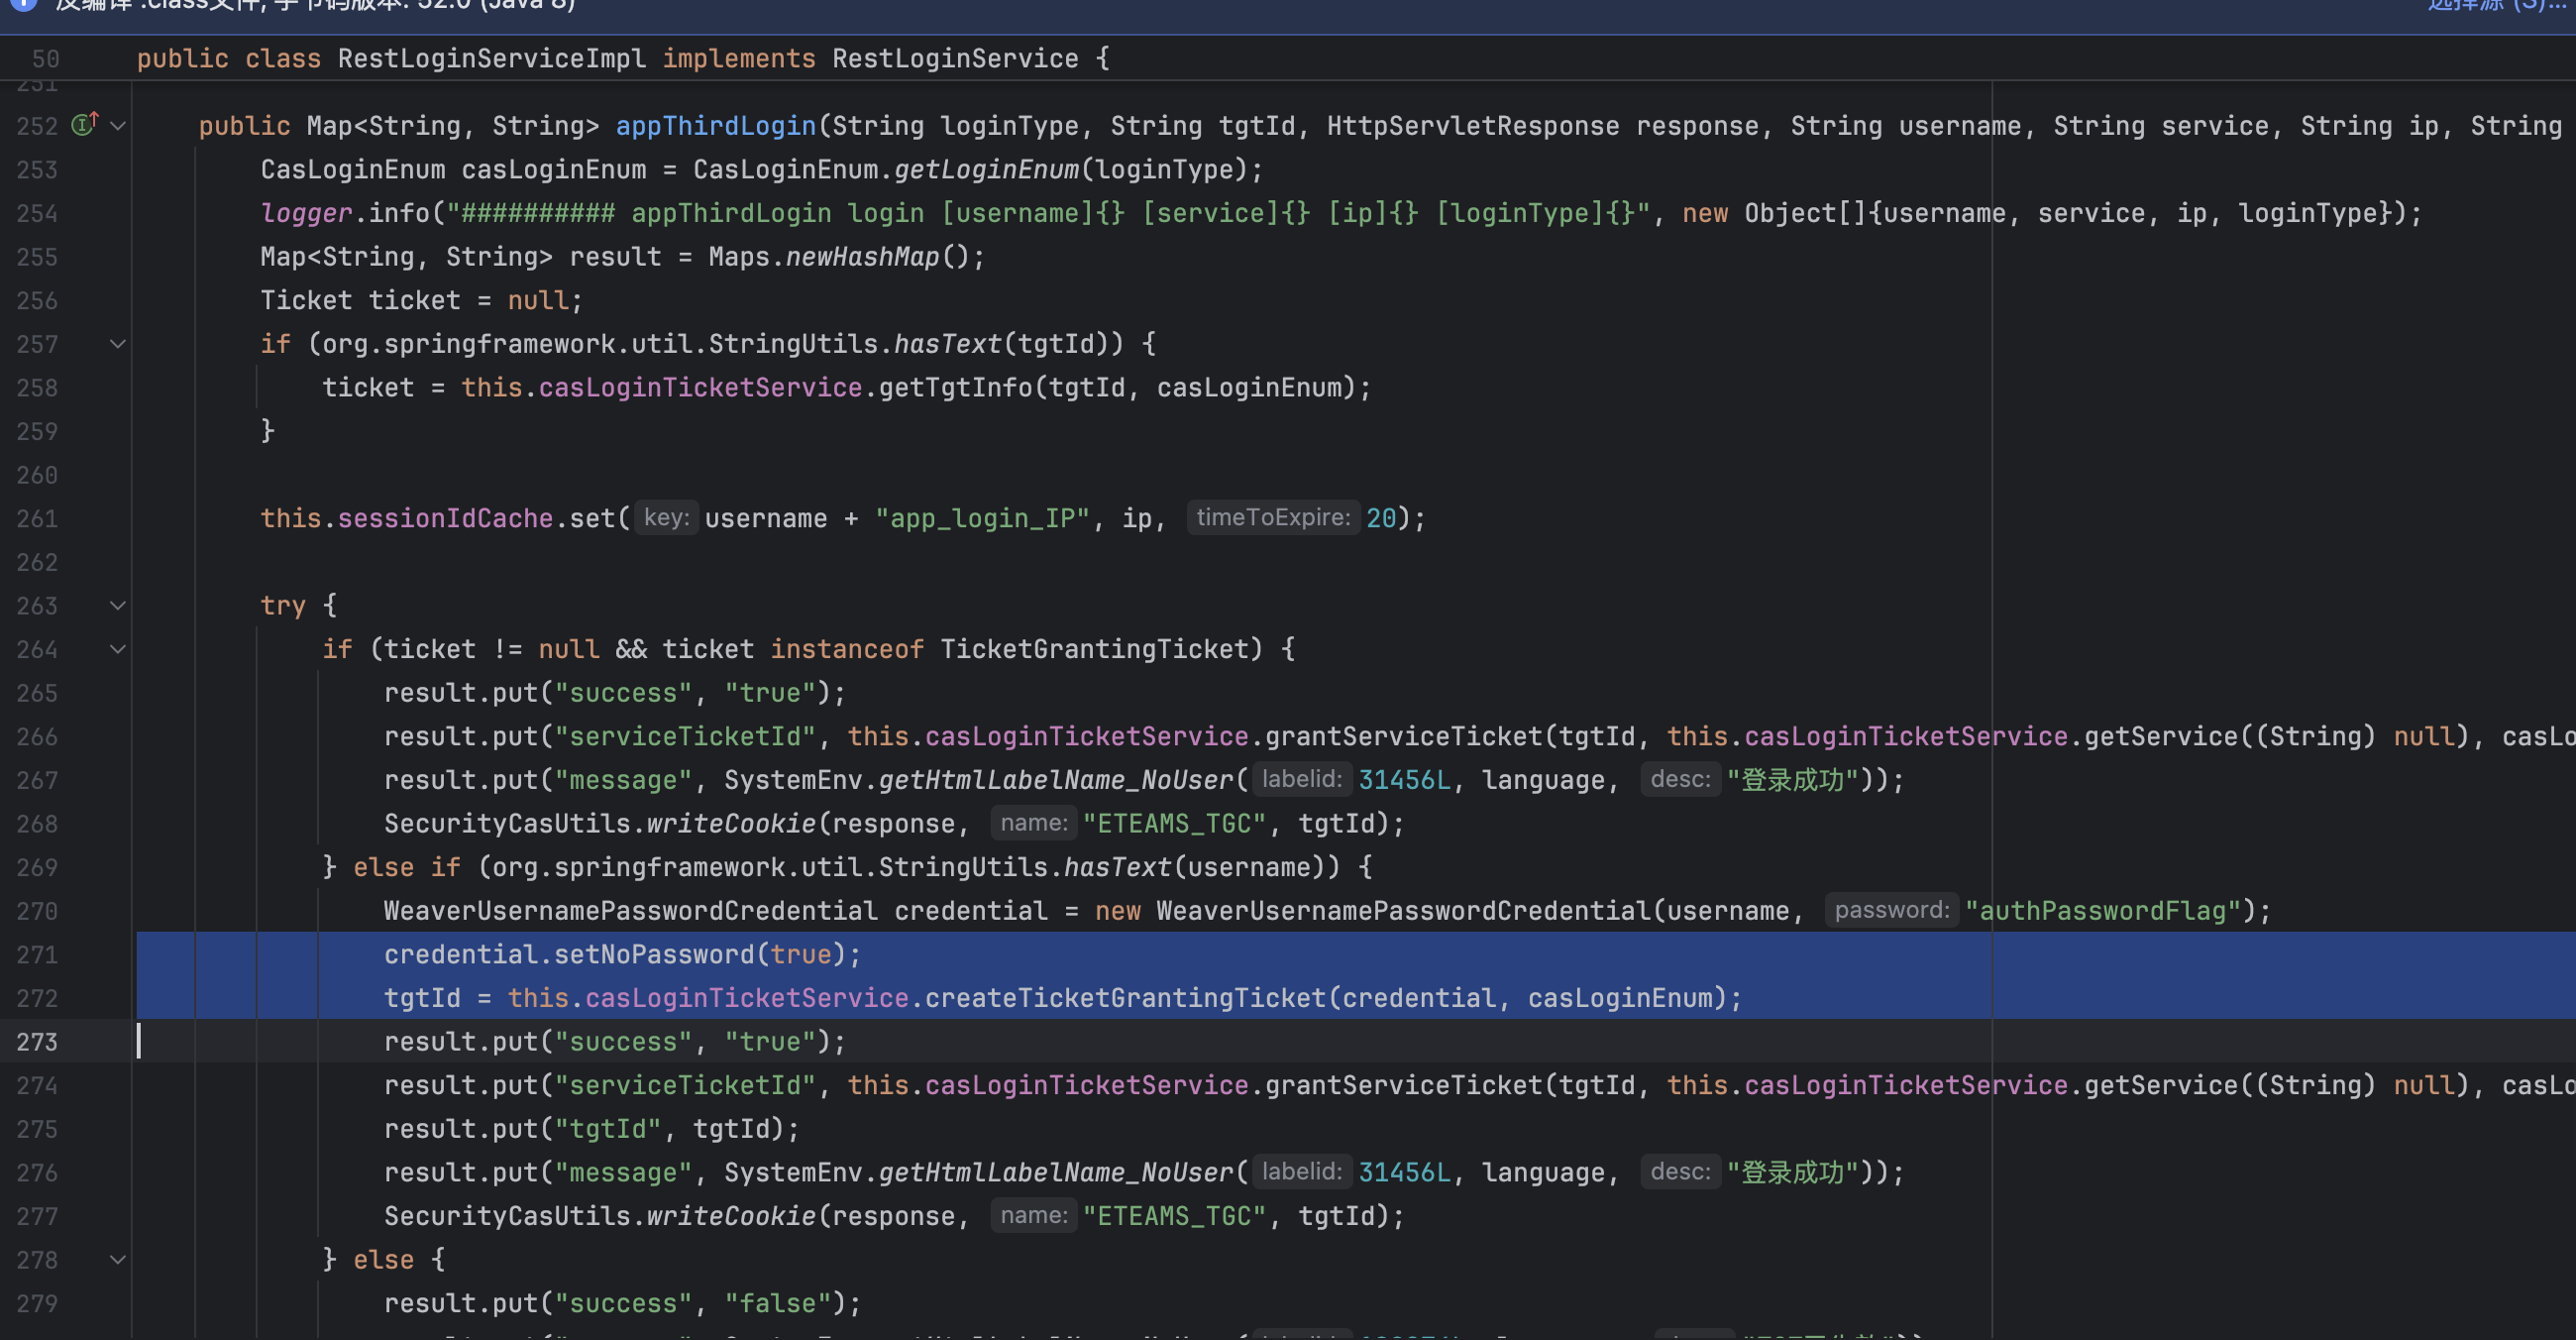 反编译 .class文件, 字节码版本: 52.0 (Java 8) 选择源 (S)...
50 public class RestLoginServiceImpl implements RestLoginService {
251
252 public Map<String, String> appThirdLogin(String loginType, String tgtId, HttpServletResponse response, String username, String service, String ip, String
253 CasLoginEnum casLoginEnum = CasLoginEnum.getLoginEnum(loginType);
254 logger.info("########## appThirdLogin login [username]{} [service]{} [ip]{} [loginType]{}", new Object[]{username, service, ip, loginType});
255 Map<String, String> result = Maps.newHashMap();
256 Ticket ticket = null;
257 if (org.springframework.util.StringUtils.hasText(tgtId)) {
258 ticket = this.casLoginTicketService.getTgtInfo(tgtId, casLoginEnum);
259 }
260
261 this.sessionIdCache.set( key: username + "app_login_IP", ip, timeToExpire: 20);
262
263 try {
264 if (ticket != null && ticket instanceof TicketGrantingTicket) {
265 result.put("success", "true");
266 result.put("serviceTicketId", this.casLoginTicketService.grantServiceTicket(tgtId, this.casLoginTicketService.getService((String) null), casLo
267 result.put("message", SystemEnv.getHtmlLabelName_NoUser( labelid: 31456L, language, desc: "登录成功"));
268 SecurityCasUtils.writeCookie(response, name: "ETEAMS_TGC", tgtId);
269 } else if (org.springframework.util.StringUtils.hasText(username)) {
270 WeaverUsernamePasswordCredential credential = new WeaverUsernamePasswordCredential(username, password: "authPasswordFlag");
271 credential.setNoPassword(true);
272 tgtId = this.casLoginTicketService.createTicketGrantingTicket(credential, casLoginEnum);
273 result.put("success", "true");
274 result.put("serviceTicketId", this.casLoginTicketService.grantServiceTicket(tgtId, this.casLoginTicketService.getService((String) null), casLo
275 result.put("tgtId", tgtId);
276 result.put("message", SystemEnv.getHtmlLabelName_NoUser( labelid: 31456L, language, desc: "登录成功"));
277 SecurityCasUtils.writeCookie(response, name: "ETEAMS_TGC", tgtId);
278 } else {
279 result.put("success", "false");